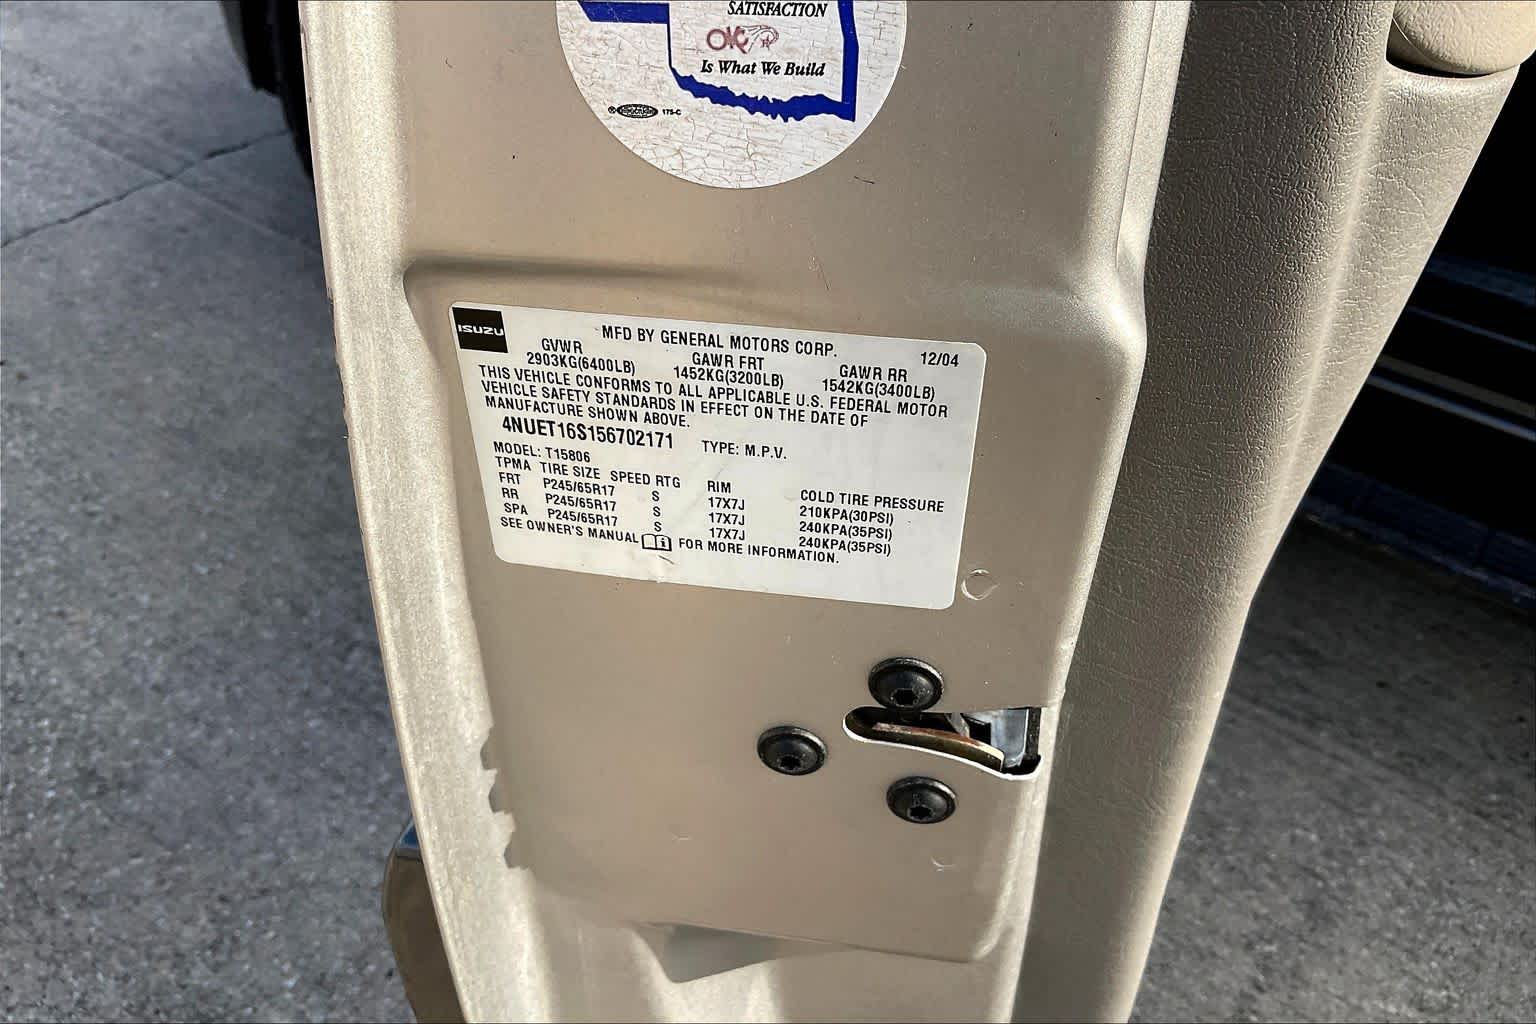 SATISFACTION
Is What We Build
175-C
ISUZU
MFD BY GENERAL MOTORS CORP. 12/04
GVWR GAWR FRT GAWR RR
2903KG(6400LB) 1452KG(3200LB) 1542KG(3400LB)
THIS VEHICLE CONFORMS TO ALL APPLICABLE U.S. FEDERAL MOTOR
VEHICLE SAFETY STANDARDS IN EFFECT ON THE DATE OF
MANUFACTURE SHOWN ABOVE.
4NUET16S156702171 TYPE: M.P.V.
MODEL: T15806
TPMA TIRE SIZE SPEED RTG RIM COLD TIRE PRESSURE
FRT P245/65R17 S 17X7J 210KPA(30PSI)
RR P245/65R17 S 17X7J 240KPA(35PSI)
SPA P245/65R17 S 17X7J 240KPA(35PSI)
SEE OWNER'S MANUAL FOR MORE INFORMATION.